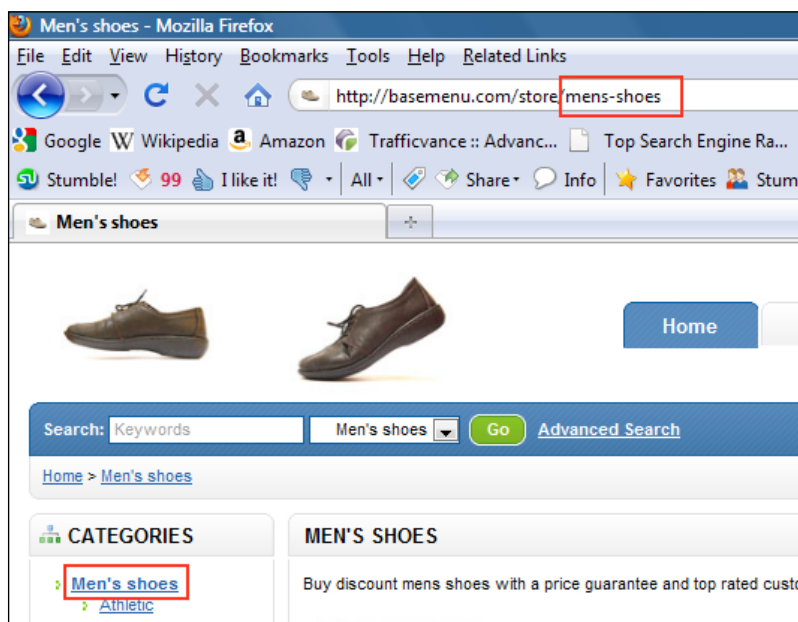 Men's shoes - Mozilla Firefox
File Edit View History Bookmarks Tools Help Related Links
http://basemenu.com/store/mens-shoes
Google W Wikipedia a Amazon Trafficvance :: Advanc... Top Search Engine Ra...
Stumble! 99 I like it! All Share Info Favorites Stum
Men's shoes
Home
Search: Keywords Men's shoes Go Advanced Search
Home > Men's shoes
CATEGORIES MEN'S SHOES
Men's shoes Buy discount mens shoes with a price guarantee and top rated custo
Athletic